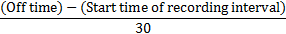 (Off time) − (Start time of recording interval)
30